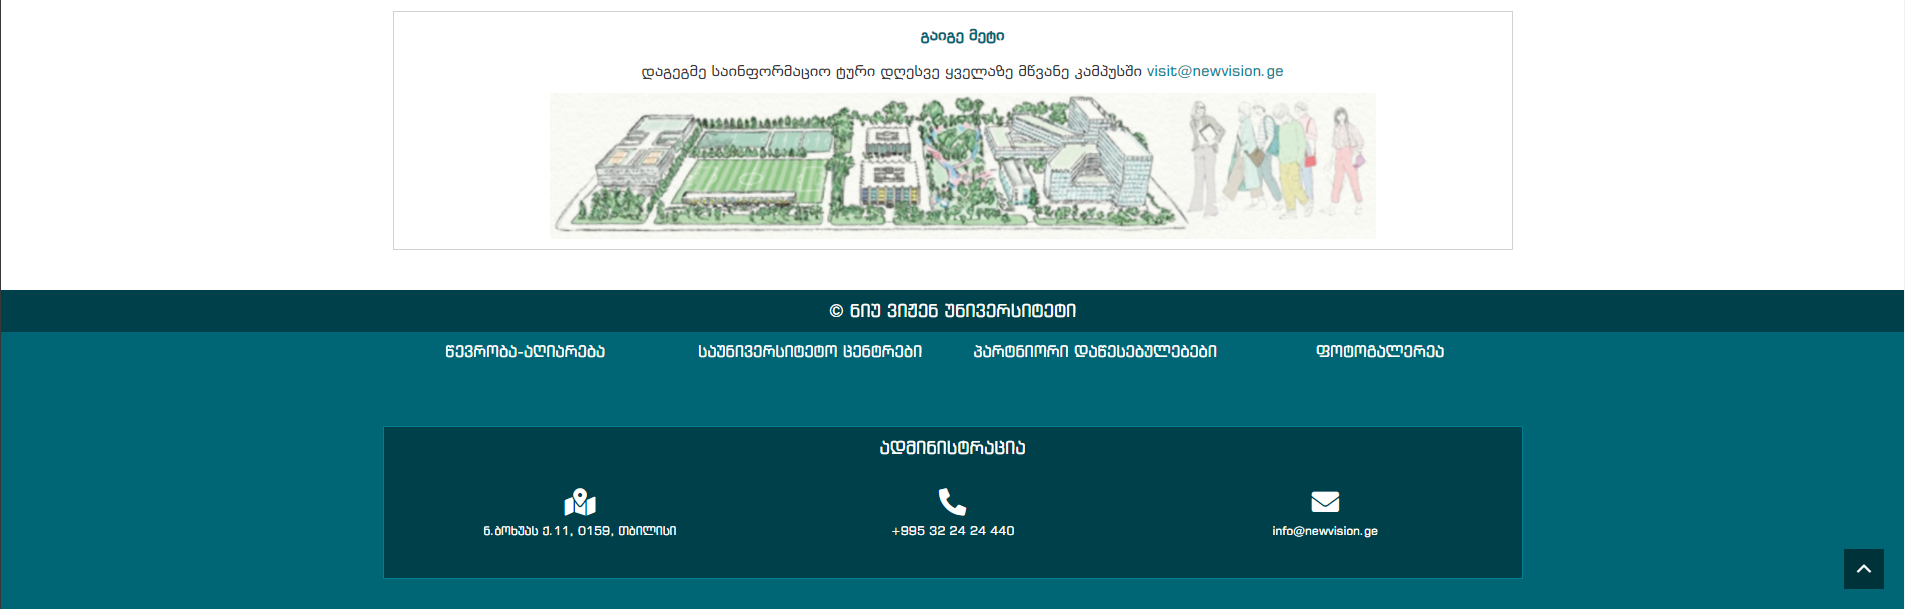 გაიგე მეტი
დაგეგმე საინფორმაციო ტური დღესვე ყველაზე მწვანე კამპუსში visit@newvision.ge
© ნიუ ვიჟენ უნივერსიტეტი
წევრობა-აღიარება საუნივერსიტეტო ცენტრები პარტნიორი დაწესებულებები ფოტოგალერეა
ადმინისტრაცია
ნ.ბოხუას ქ.11, 0159, თბილისი +995 32 24 24 440 info@newvision.ge